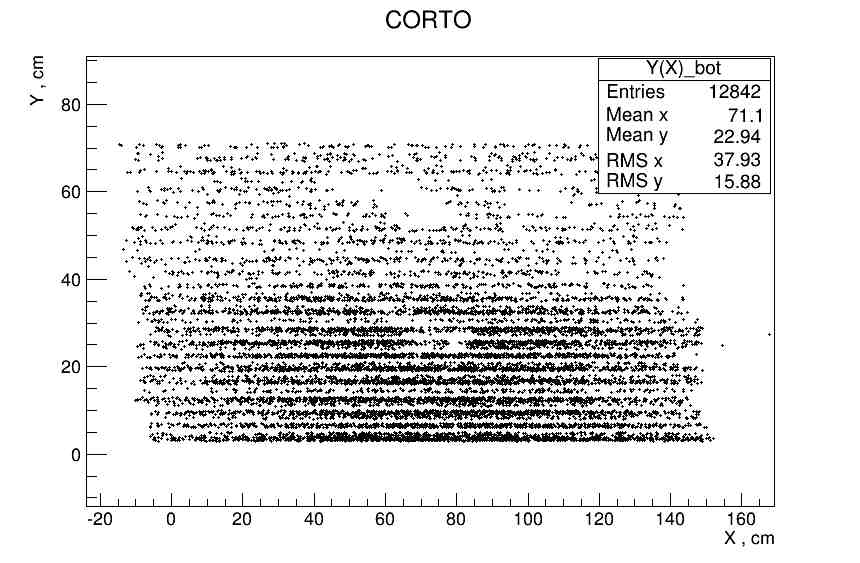 CORTO
Y , cm
Y(X)_bot
Entries 12842
Mean x 71.1
Mean y 22.94
RMS x 37.93
RMS y 15.88
80
60
40
20
0
-20 0 20 40 60 80 100 120 140 160
X , cm